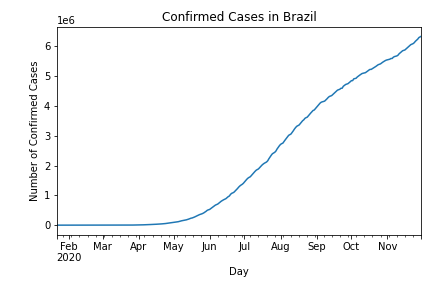 Confirmed Cases in Brazil
1e6
6
5
4
3
2
1
0
Number of Confirmed Cases
Feb Mar Apr May Jun Jul Aug Sep Oct Nov
2020
Day